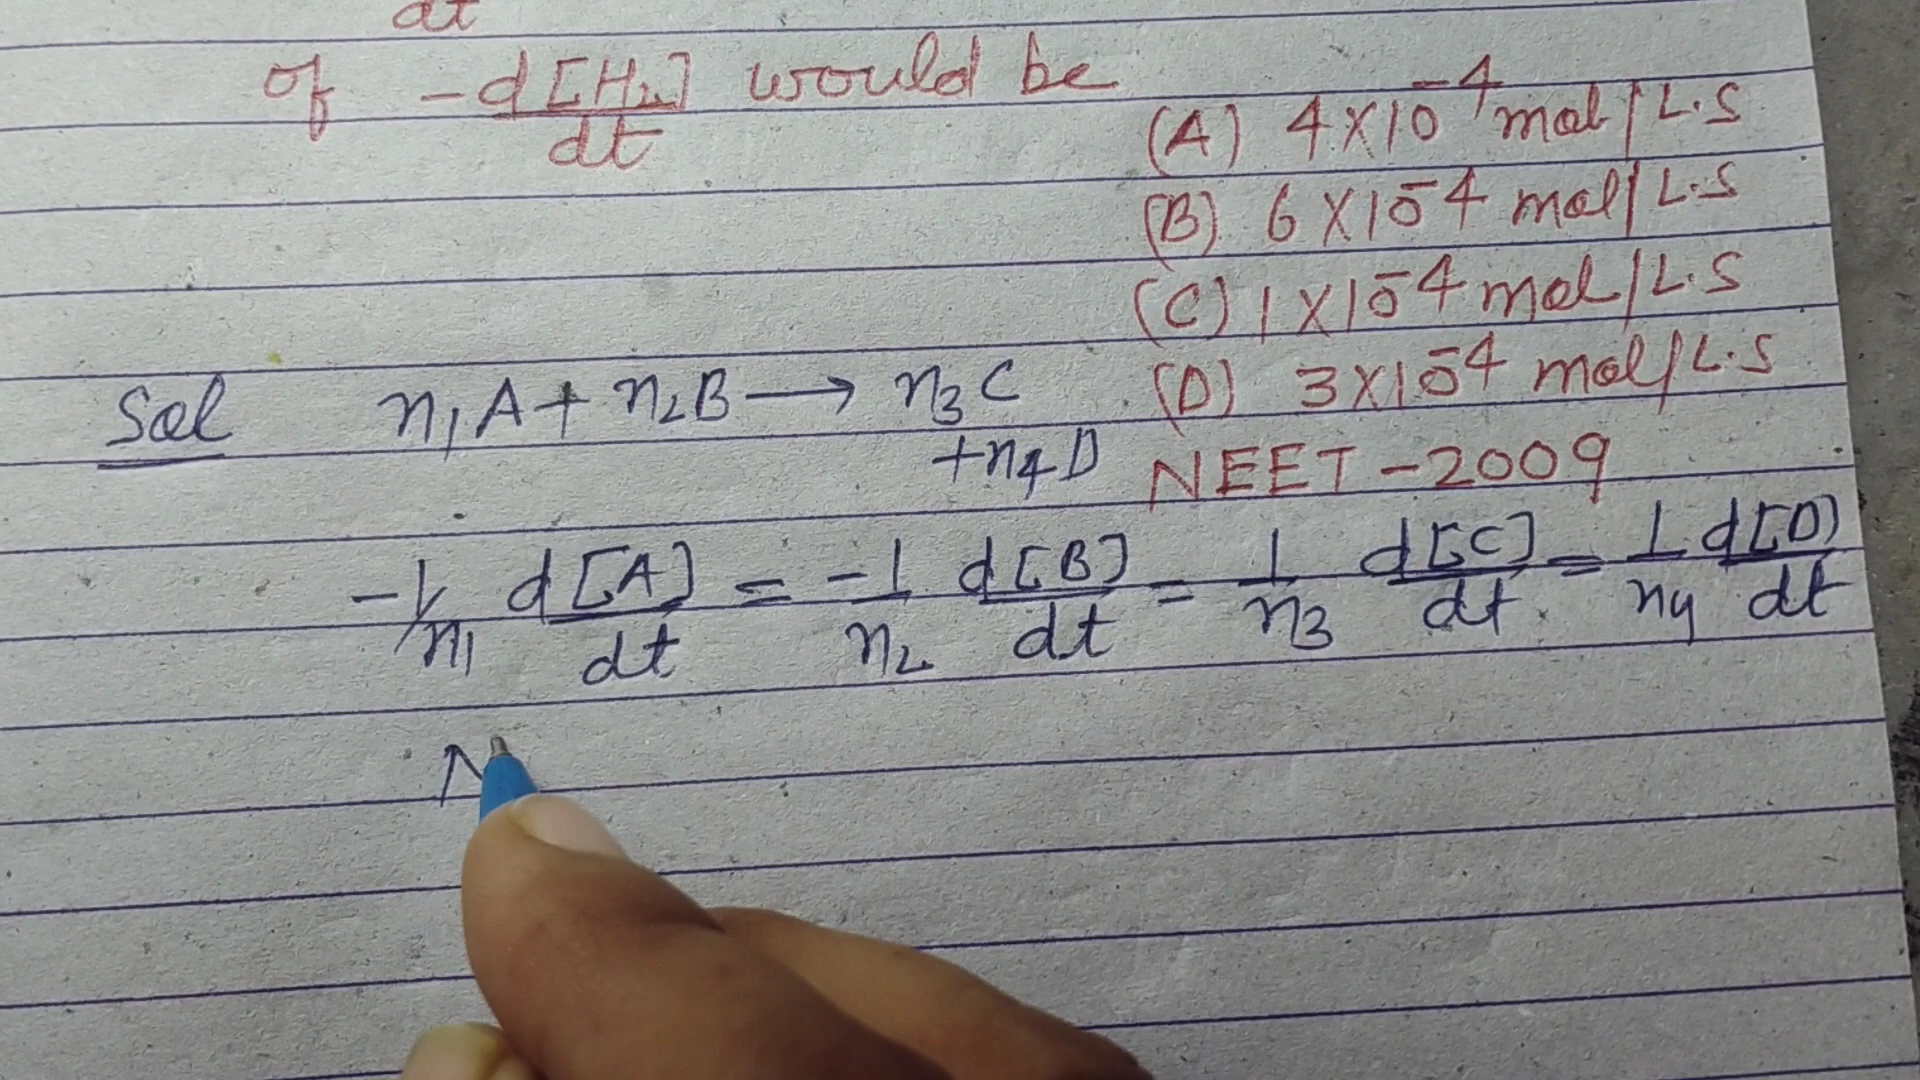 dt
of -d[H2]/dt would be
(A) 4×10^-4 mol/L.S
(B) 6×10^-4 mol/L.S
(C) 1×10^-4 mol/L.S
(D) 3×10^-4 mol/L.S
NEET-2009
Sol n1A + n2B → n3C
+n4D
-1/n1 d[A]/dt = -1/n2 d[B]/dt = 1/n3 d[C]/dt = 1/n4 d[D]/dt
N